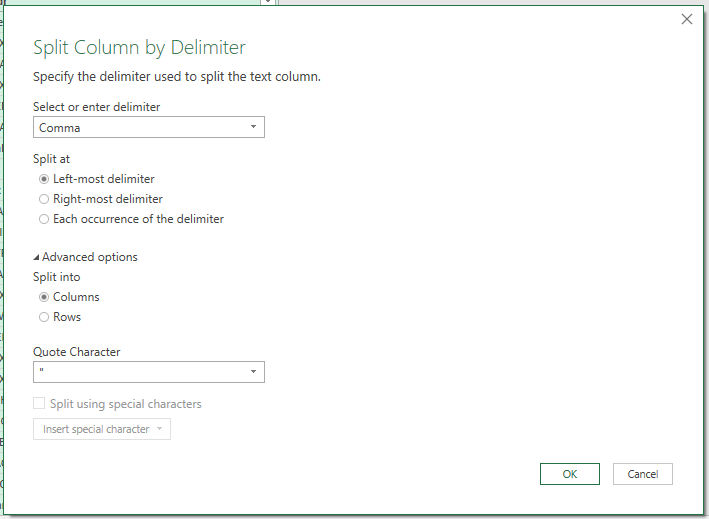 Split Column by Delimiter
Specify the delimiter used to split the text column.
Select or enter delimiter
Comma
Split at
Left-most delimiter
Right-most delimiter
Each occurrence of the delimiter
Advanced options
Split into
Columns
Rows
Quote Character
"
Split using special characters
Insert special character
OK
Cancel